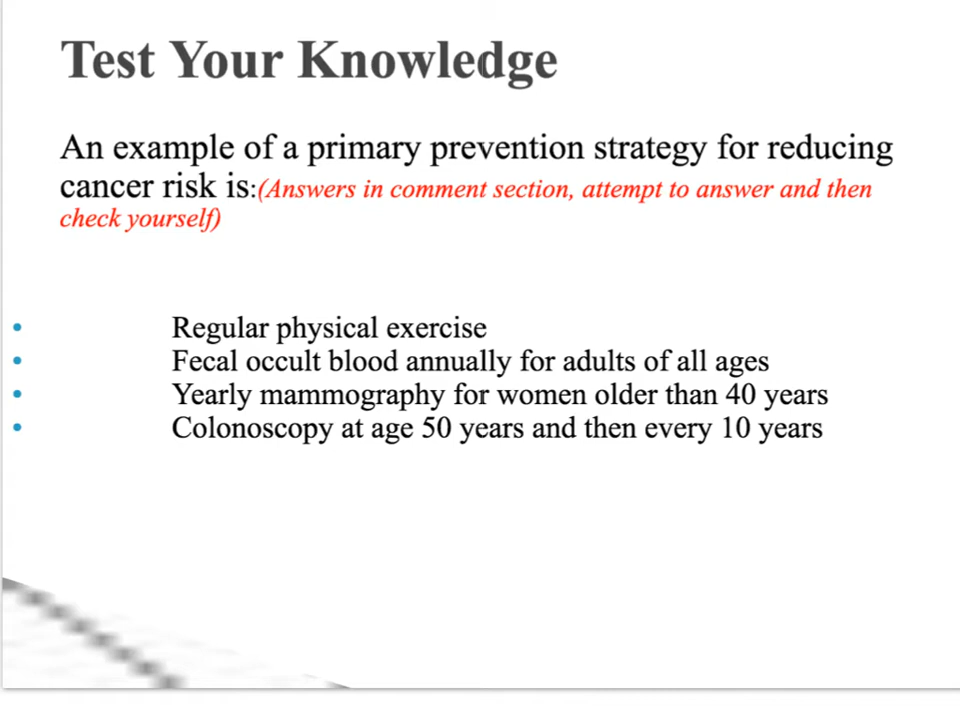 Test Your Knowledge
An example of a primary prevention strategy for reducing
cancer risk is:(Answers in comment section, attempt to answer and then
check yourself)
• Regular physical exercise
• Fecal occult blood annually for adults of all ages
• Yearly mammography for women older than 40 years
• Colonoscopy at age 50 years and then every 10 years